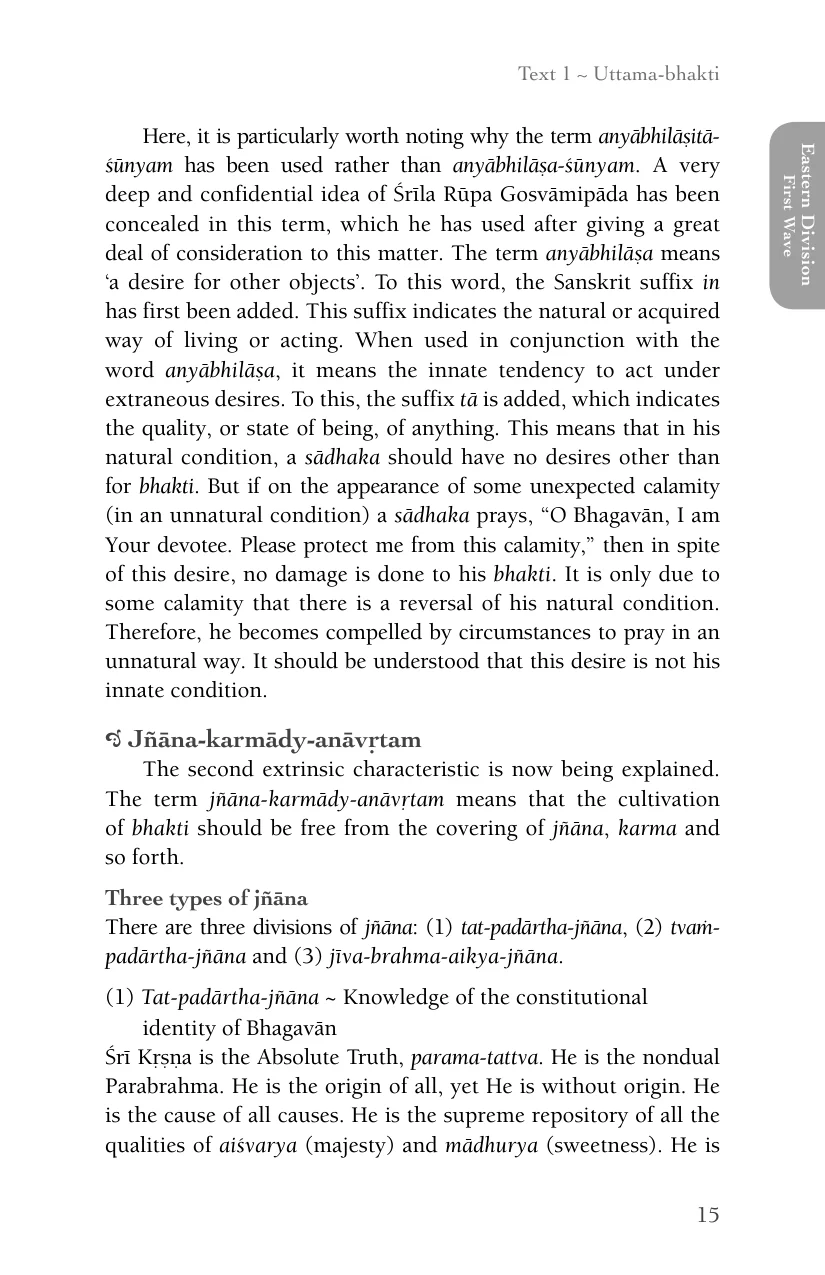 Text 1 ~ Uttama-bhakti
Eastern Division
First Wave
Here, it is particularly worth noting why the term anyābhilāṣitā-
śūnyam has been used rather than anyābhilāṣa-śūnyam. A very
deep and confidential idea of Śrīla Rūpa Gosvāmipāda has been
concealed in this term, which he has used after giving a great
deal of consideration to this matter. The term anyābhilāṣa means
‘a desire for other objects’. To this word, the Sanskrit suffix in
has first been added. This suffix indicates the natural or acquired
way of living or acting. When used in conjunction with the
word anyābhilāṣa, it means the innate tendency to act under
extraneous desires. To this, the suffix tā is added, which indicates
the quality, or state of being, of anything. This means that in his
natural condition, a sādhaka should have no desires other than
for bhakti. But if on the appearance of some unexpected calamity
(in an unnatural condition) a sādhaka prays, “O Bhagavān, I am
Your devotee. Please protect me from this calamity,” then in spite
of this desire, no damage is done to his bhakti. It is only due to
some calamity that there is a reversal of his natural condition.
Therefore, he becomes compelled by circumstances to pray in an
unnatural way. It should be understood that this desire is not his
innate condition.
Jñāna-karmādy-anāvṛtam
The second extrinsic characteristic is now being explained.
The term jñāna-karmādy-anāvṛtam means that the cultivation
of bhakti should be free from the covering of jñāna, karma and
so forth.
Three types of jñāna
There are three divisions of jñāna: (1) tat-padārtha-jñāna, (2) tvaṁ-
padārtha-jñāna and (3) jīva-brahma-aikya-jñāna.
(1) Tat-padārtha-jñāna ~ Knowledge of the constitutional
identity of Bhagavān
Śrī Kṛṣṇa is the Absolute Truth, parama-tattva. He is the nondual
Parabrahma. He is the origin of all, yet He is without origin. He
is the cause of all causes. He is the supreme repository of all the
qualities of aiśvarya (majesty) and mādhurya (sweetness). He is
15